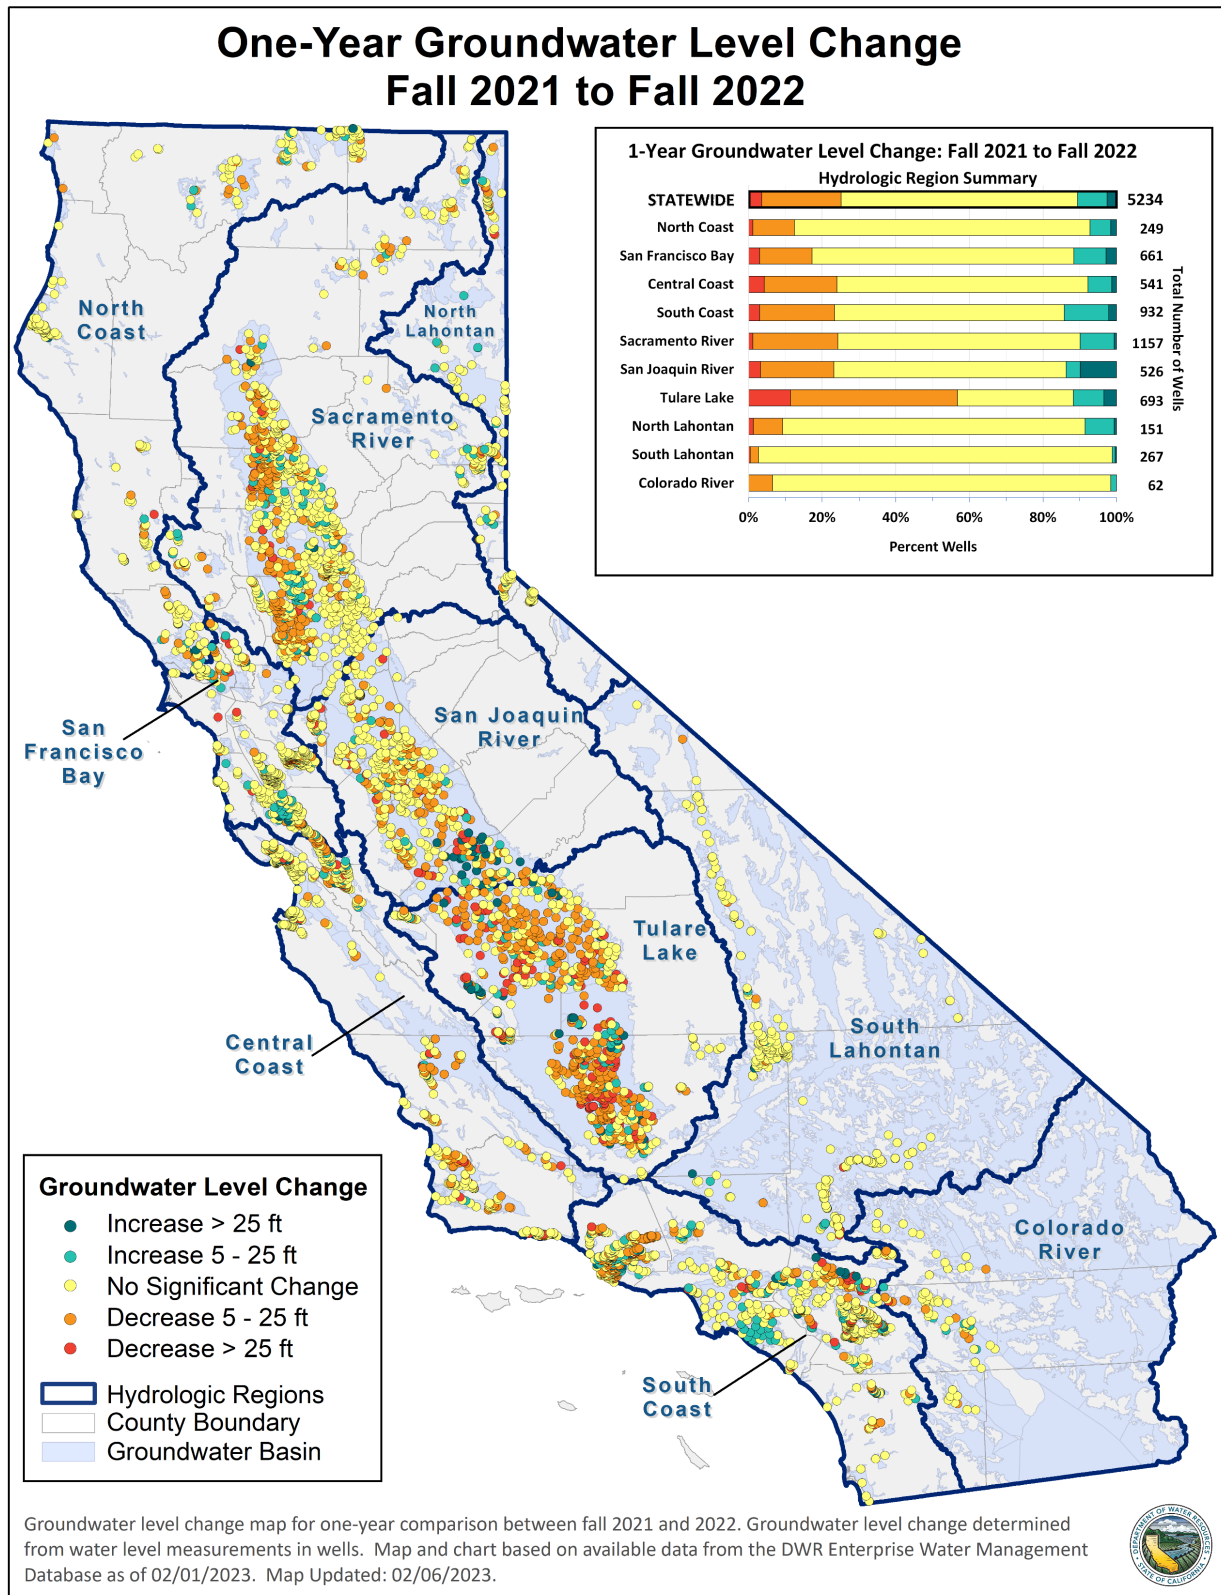 One-Year Groundwater Level Change
Fall 2021 to Fall 2022
1-Year Groundwater Level Change: Fall 2021 to Fall 2022
Hydrologic Region Summary
STATEWIDE 5234
North Coast 249
San Francisco Bay 661
Central Coast 541
South Coast 932
Sacramento River 1157
San Joaquin River 526
Tulare Lake 693
North Lahontan 151
South Lahontan 267
Colorado River 62
Total Number of Wells
0% 20% 40% 60% 80% 100%
Percent Wells
North
Coast
North
Lahontan
Sacramento
River
San Joaquin
River
San
Francisco
Bay
Tulare
Lake
Central
Coast
South
Lahontan
Colorado
River
South
Coast
Groundwater Level Change
Increase > 25 ft
Increase 5 - 25 ft
No Significant Change
Decrease 5 - 25 ft
Decrease > 25 ft
Hydrologic Regions
County Boundary
Groundwater Basin
Groundwater level change map for one-year comparison between fall 2021 and 2022. Groundwater level change determined
from water level measurements in wells. Map and chart based on available data from the DWR Enterprise Water Management
Database as of 02/01/2023. Map Updated: 02/06/2023.
DEPARTMENT OF WATER RESOURCES
STATE OF CALIFORNIA